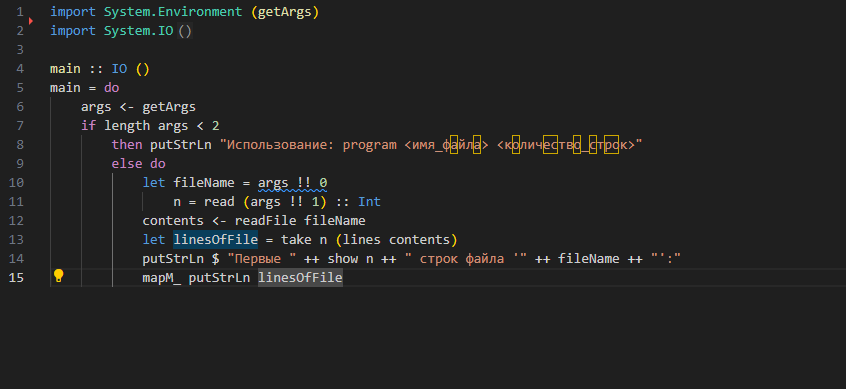 1 import System.Environment (getArgs)
2 import System.IO ()
3
4 main :: IO ()
5 main = do
6     args <- getArgs
7     if length args < 2
8         then putStrLn "Использование: program <имя_файла> <количество_строк>"
9         else do
10             let fileName = args !! 0
11                 n = read (args !! 1) :: Int
12             contents <- readFile fileName
13             let linesOfFile = take n (lines contents)
14             putStrLn $ "Первые " ++ show n ++ " строк файла '" ++ fileName ++ "':"
15             mapM_ putStrLn linesOfFile